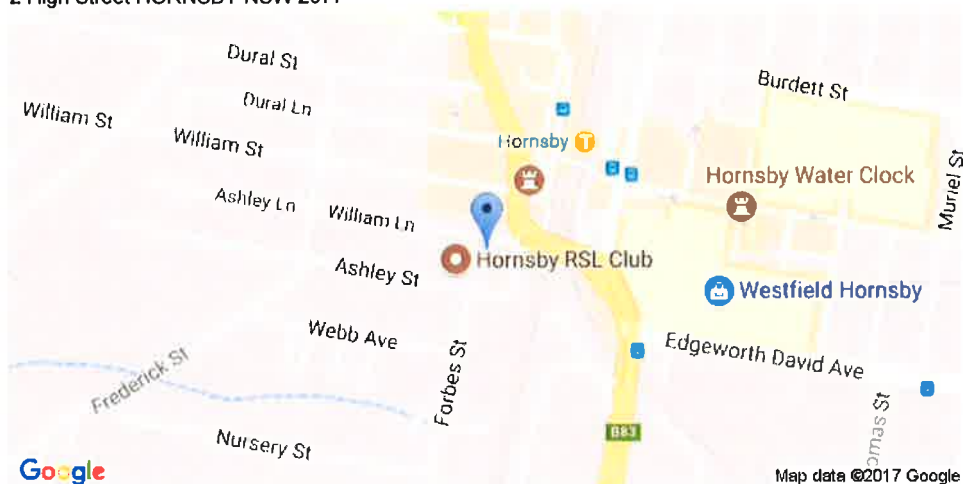 Dural St
Burdett St
Dural Ln
William St
William St
Hornsby T
Muriel St
Hornsby Water Clock
Ashley Ln
William Ln
Hornsby RSL Club
Ashley St
Westfield Hornsby
Webb Ave
Edgeworth David Ave
Forbes St
Frederick St
omas St
B83
Nursery St
Google
Map data ©2017 Google